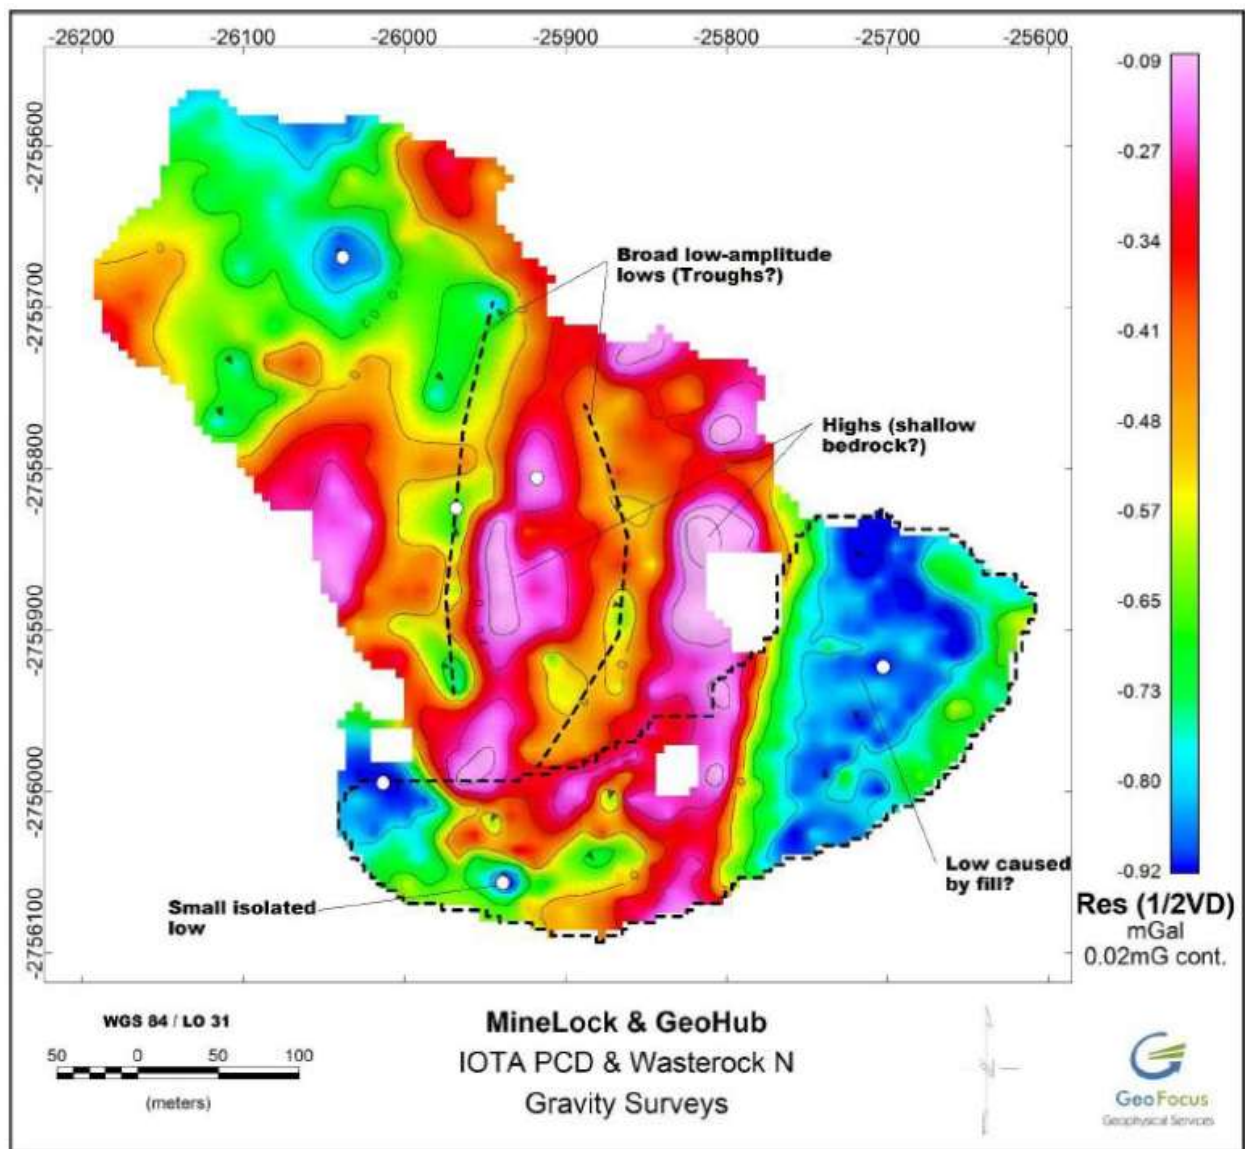 -26200 -26100 -26000 -25900 -25800 -25700 -25600
-2755600
-2755700
-2755800
-2755900
-2756000
-2756100
Broad low-amplitude
lows (Troughs?)
Highs (shallow
bedrock?)
Low caused
by fill?
Small isolated
low
-0.09
-0.27
-0.34
-0.41
-0.48
-0.57
-0.65
-0.73
-0.80
-0.92
Res (1/2VD)
mGal
0.02mG cont.
WGS 84 / LO 31
50 0 50 100
(meters)
MineLock & GeoHub
IOTA PCD & Wasterock N
Gravity Surveys
GeoFocus
Geophysical Services